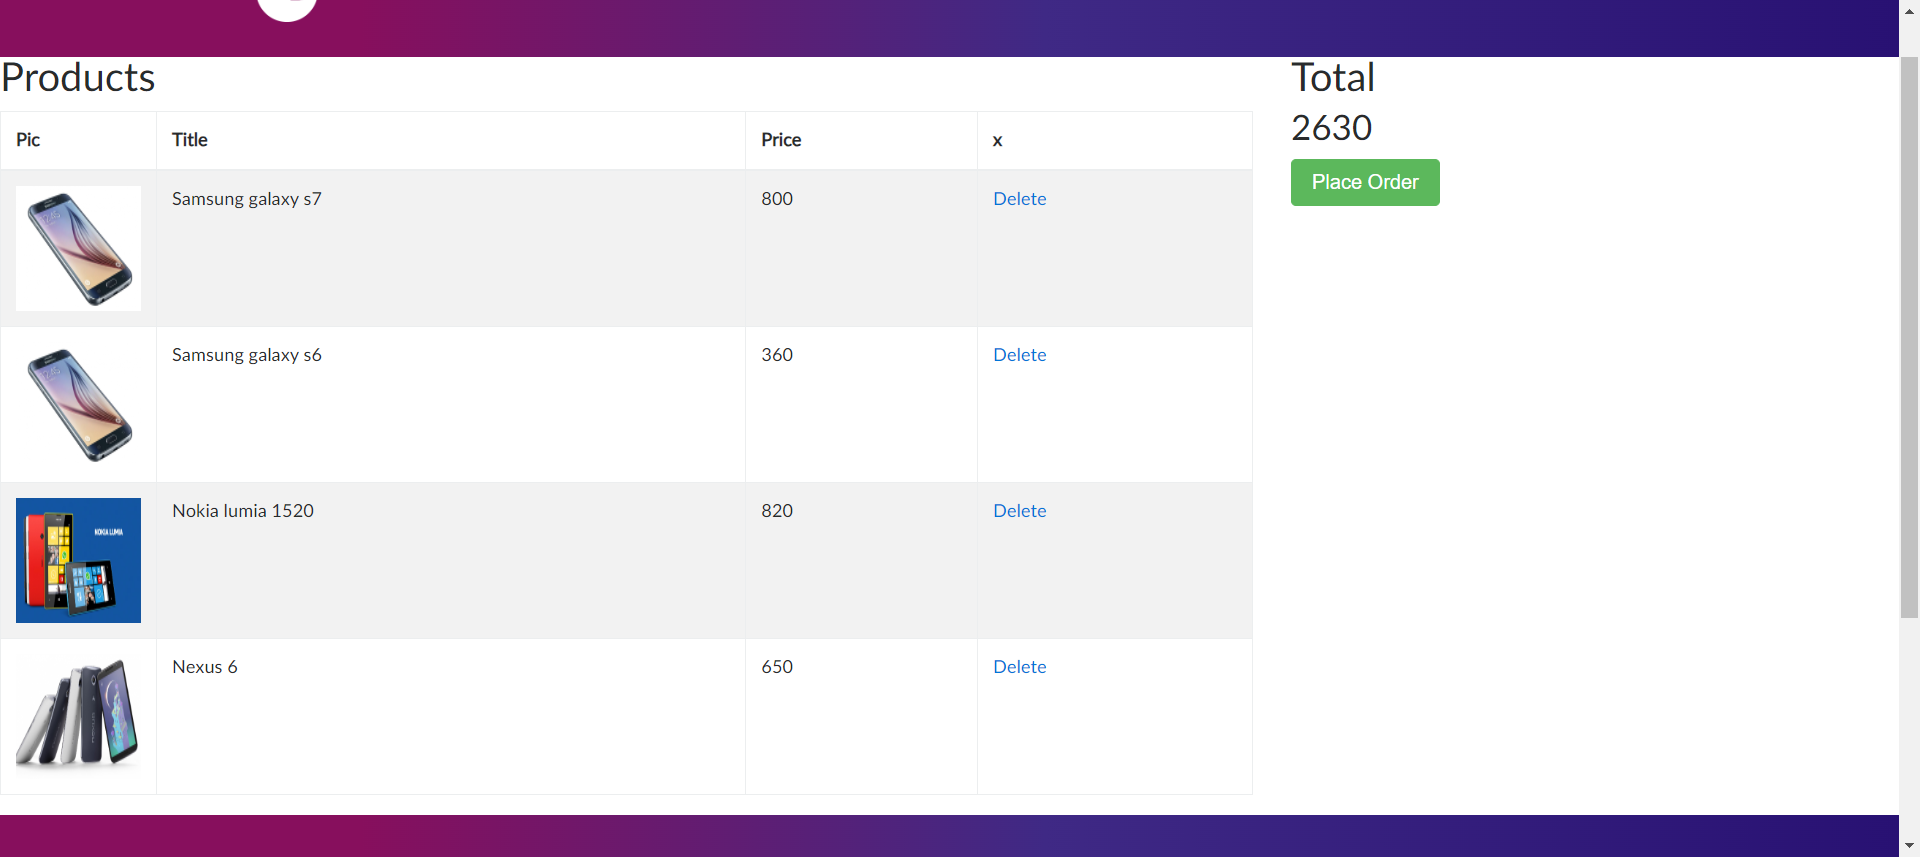 Products
Total
2630
Place Order
Pic Title Price x
Samsung galaxy s7 800 Delete
Samsung galaxy s6 360 Delete
NOKIA LUMIA
Nokia lumia 1520 820 Delete
Nexus 6 650 Delete